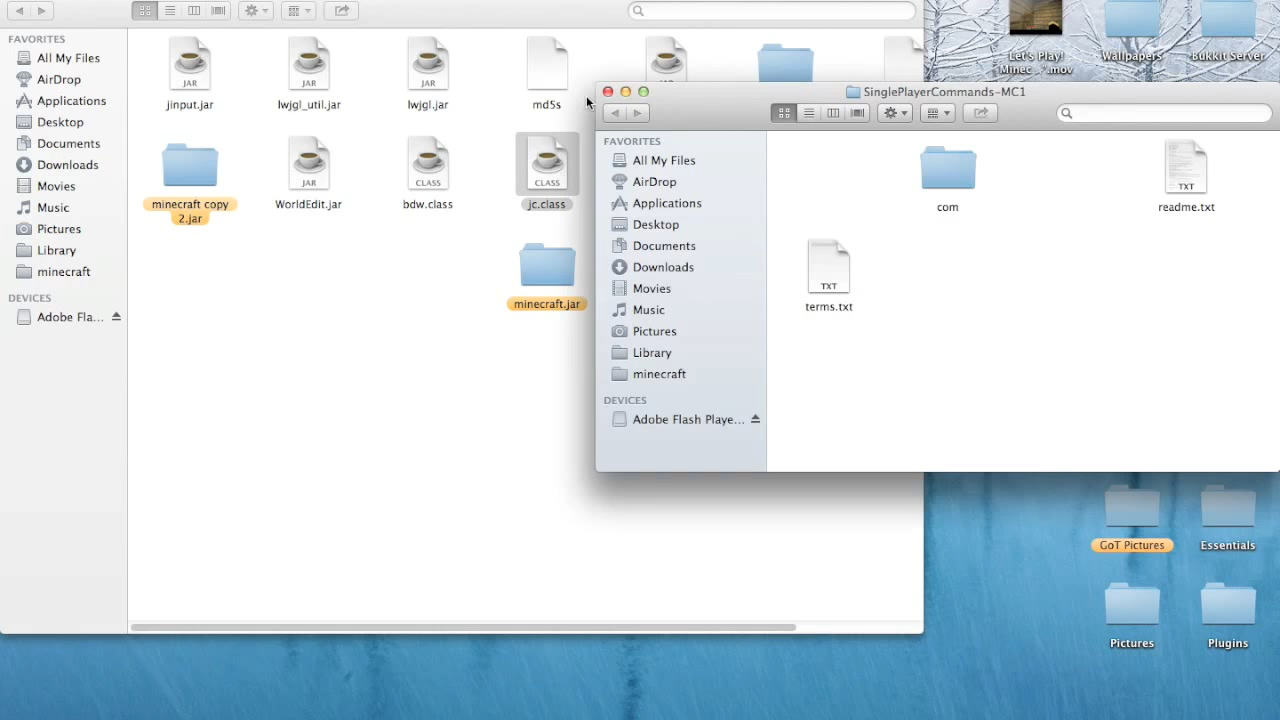 FAVORITES
All My Files
AirDrop
Applications
Desktop
Documents
Downloads
Movies
Music
Pictures
Library
minecraft
DEVICES
Adobe Fla...
JAR
jinput.jar
JAR
lwjgl_util.jar
JAR
lwjgl.jar
md5s
JAR
minecraft copy
2.jar
JAR
WorldEdit.jar
CLASS
bdw.class
CLASS
jc.class
minecraft.jar
SinglePlayerCommands-MC1
FAVORITES
All My Files
AirDrop
Applications
Desktop
Documents
Downloads
Movies
Music
Pictures
Library
minecraft
DEVICES
Adobe Flash Playe...
com
TXT
readme.txt
TXT
terms.txt
Let's Play!
Minec...".mov
Wallpapers
Bukkit Server
GoT Pictures
Essentials
Pictures
Plugins